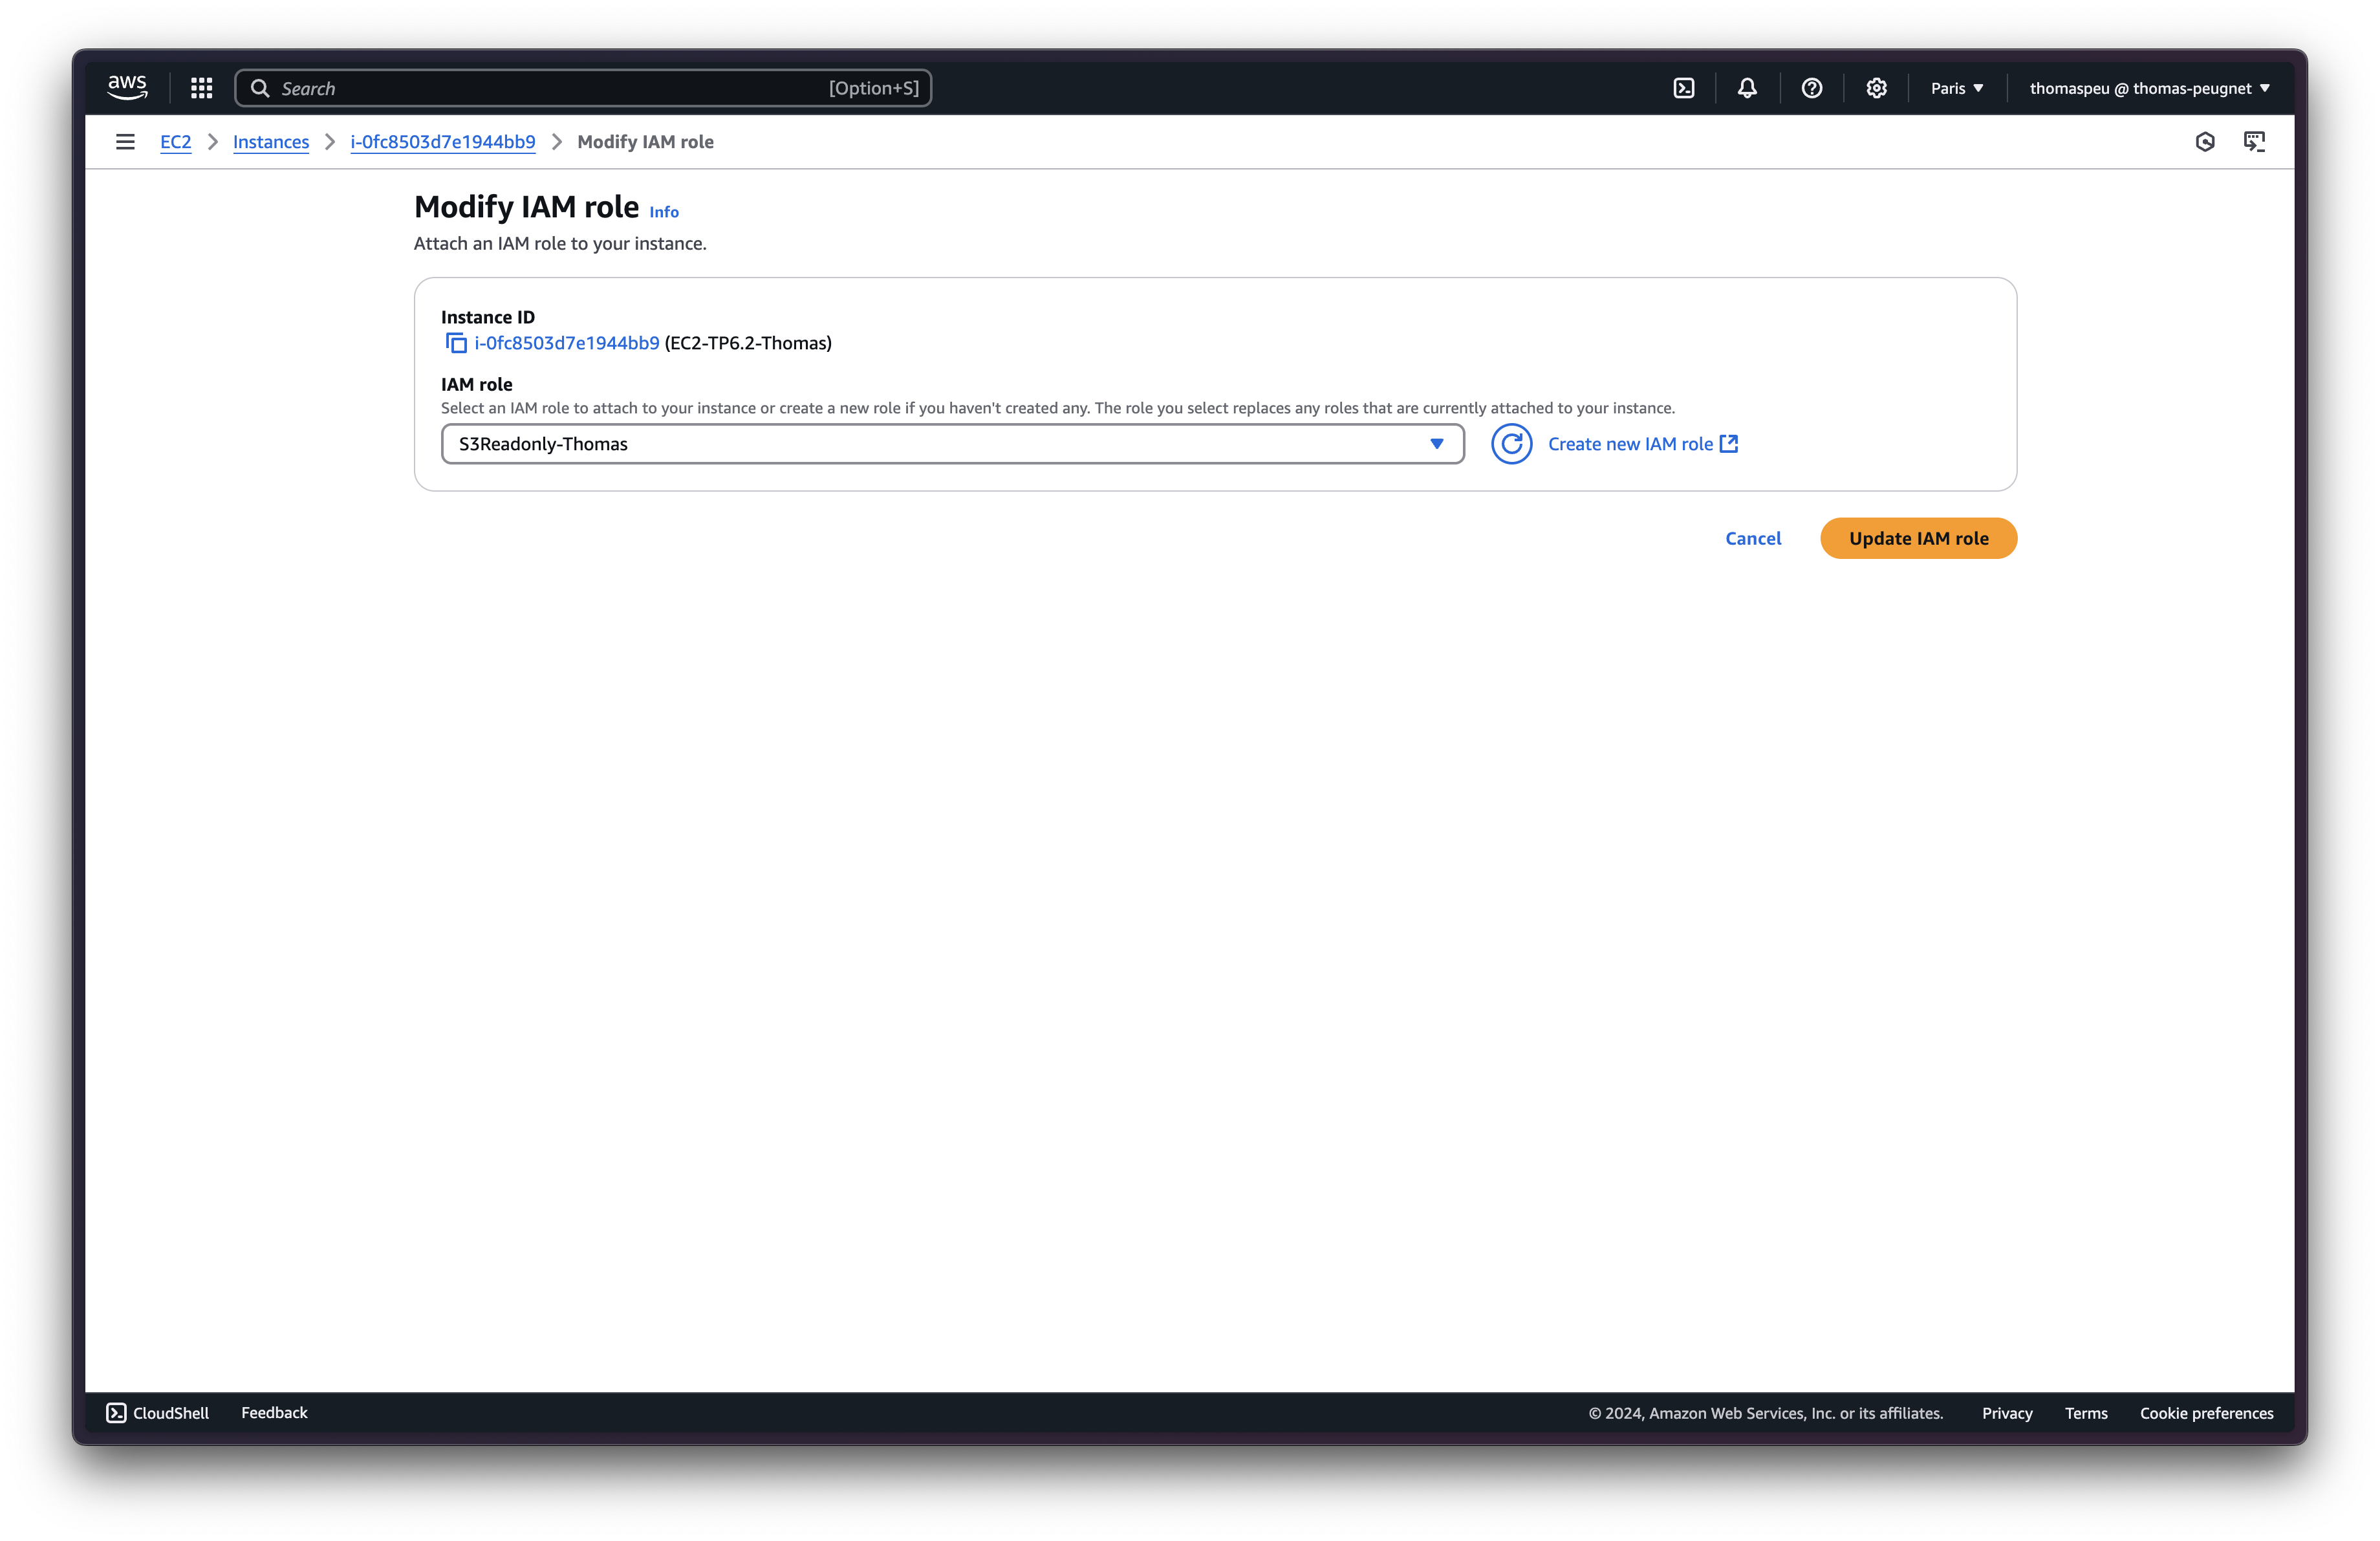 aws Search [Option+S] Paris thomaspeu @ thomas-peugnet
EC2 Instances i-0fc8503d7e1944bb9 Modify IAM role
Modify IAM role Info
Attach an IAM role to your instance.
Instance ID
i-0fc8503d7e1944bb9 (EC2-TP6.2-Thomas)
IAM role
Select an IAM role to attach to your instance or create a new role if you haven't created any. The role you select replaces any roles that are currently attached to your instance.
S3Readonly-Thomas Create new IAM role
Cancel Update IAM role
CloudShell Feedback © 2024, Amazon Web Services, Inc. or its affiliates. Privacy Terms Cookie preferences